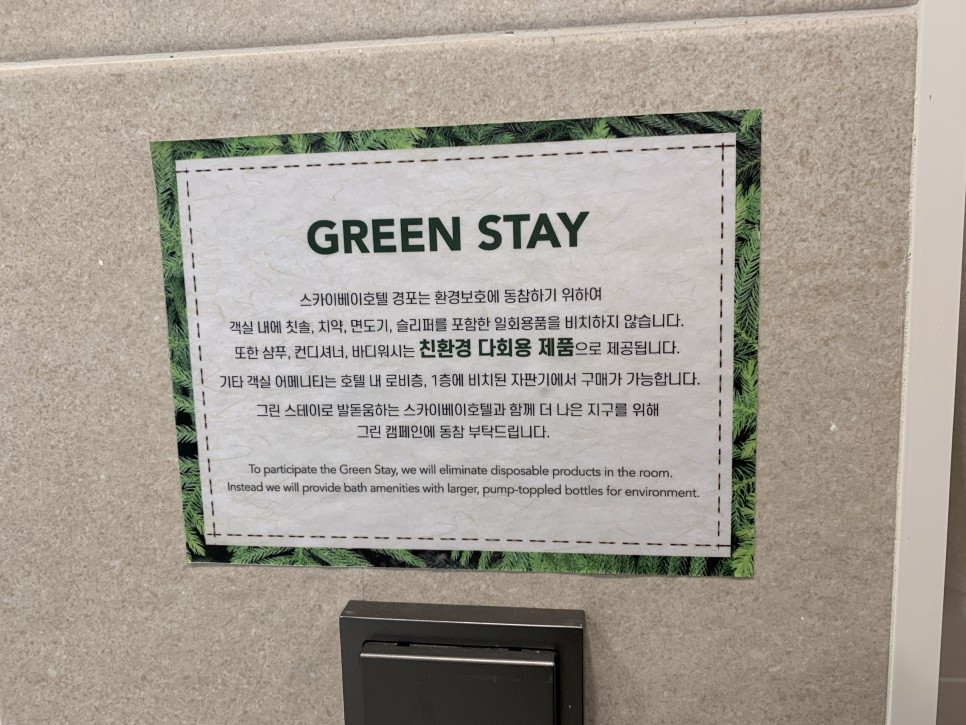 GREEN STAY
스카이베이호텔 경포는 환경보호에 동참하기 위하여
객실 내에 칫솔, 치약, 면도기, 슬리퍼를 포함한 일회용품을 비치하지 않습니다.
또한 샴푸, 컨디셔너, 바디워시는 친환경 다회용 제품으로 제공됩니다.
기타 객실 어메니티는 호텔 내 로비층, 1층에 비치된 자판기에서 구매가 가능합니다.
그린 스테이로 발돋움하는 스카이베이호텔과 함께 더 나은 지구를 위해
그린 캠페인에 동참 부탁드립니다.
To participate the Green Stay, we will eliminate disposable products in the room.
Instead we will provide bath amenities with larger, pump-toppled bottles for environment.